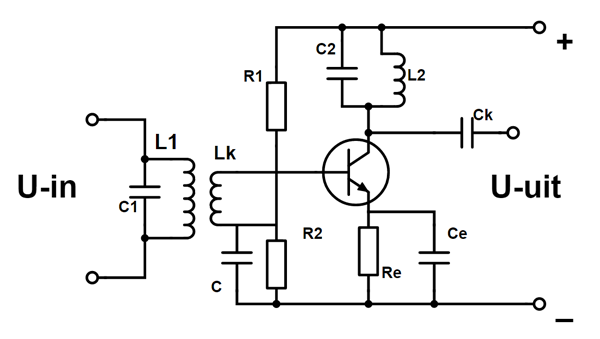 C2
+
R1
L2
Ck
L1
Lk
U-in
U-uit
C1
R2
Ce
C
Re
−